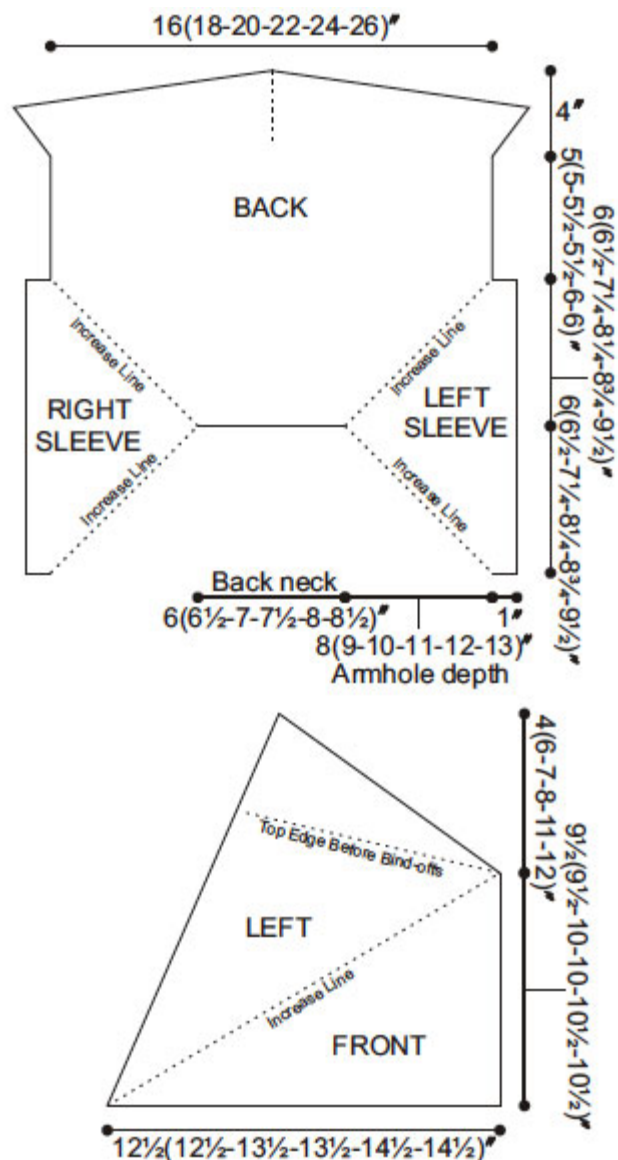 16(18-20-22-24-26)"
4"
5(5-5½-5½-6-6)"
6(6½-7¼-8¼-8¾-9½)"
BACK
Increase Line
Increase Line
RIGHT
SLEEVE
LEFT
SLEEVE
Increase Line
Increase Line
6(6½-7¼-8¼-8¾-9½)"
Back neck
6(6½-7-7½-8-8½)"
1"
8(9-10-11-12-13)"
Armhole depth
4(6-7-8-11-12)"
Top Edge Before Bind-offs
9½(9½-10-10-10½-10½)"
LEFT
Increase Line
FRONT
12½(12½-13½-13½-14½-14½)"